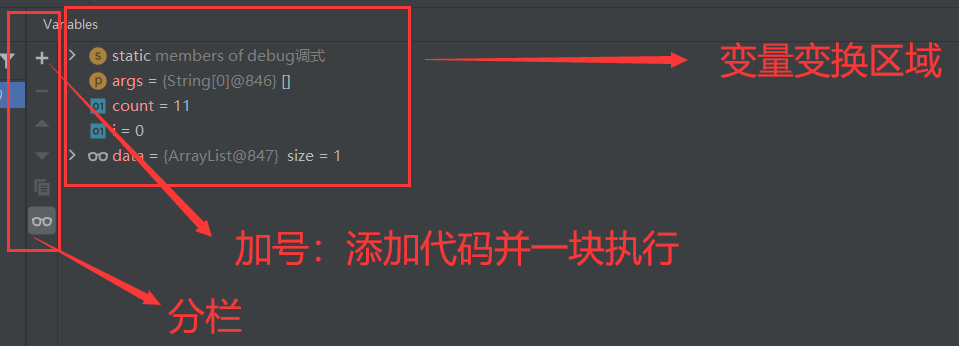 Variables
static members of debug调式
args = {String[0]@846} []
变量变换区域
count = 11
i = 0
data = {ArrayList@847} size = 1
加号：添加代码并一块执行
分栏